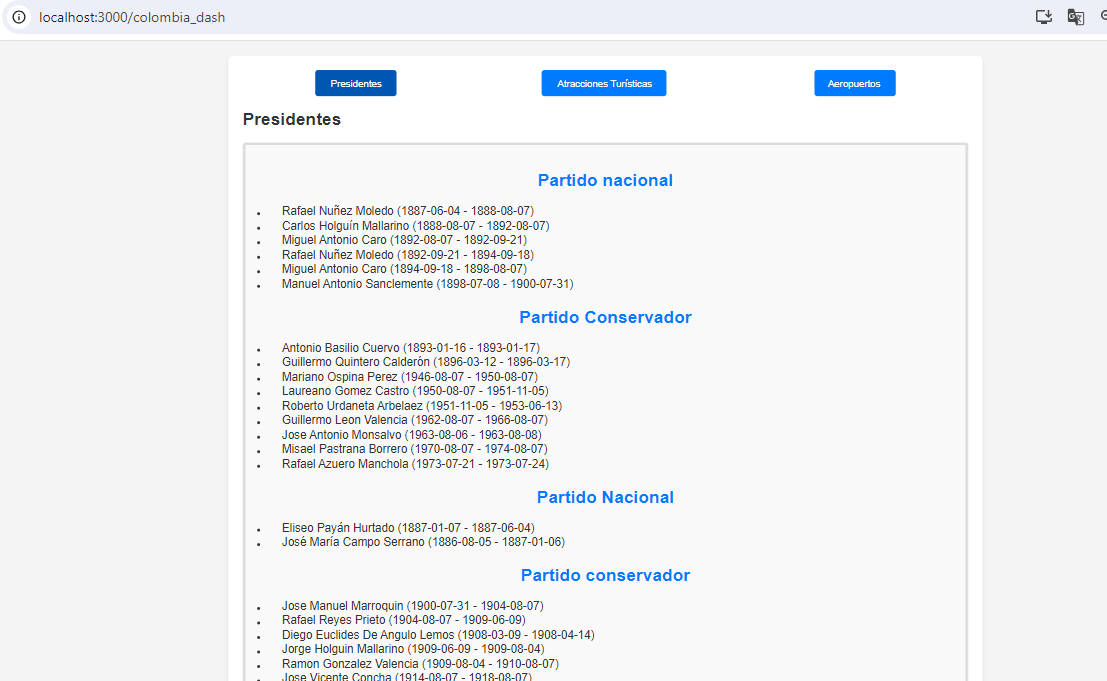 localhost:3000/colombia_dash
Presidentes
Atracciones Turísticas
Aeropuertos
Presidentes
Partido nacional
Rafael Nuñez Moledo (1887-06-04 - 1888-08-07)
Carlos Holguín Mallarino (1888-08-07 - 1892-08-07)
Miguel Antonio Caro (1892-08-07 - 1892-09-21)
Rafael Nuñez Moledo (1892-09-21 - 1894-09-18)
Miguel Antonio Caro (1894-09-18 - 1898-08-07)
Manuel Antonio Sanclemente (1898-07-08 - 1900-07-31)
Partido Conservador
Antonio Basilio Cuervo (1893-01-16 - 1893-01-17)
Guillermo Quintero Calderón (1896-03-12 - 1896-03-17)
Mariano Ospina Perez (1946-08-07 - 1950-08-07)
Laureano Gomez Castro (1950-08-07 - 1951-11-05)
Roberto Urdaneta Arbelaez (1951-11-05 - 1953-06-13)
Guillermo Leon Valencia (1962-08-07 - 1966-08-07)
Jose Antonio Monsalvo (1963-08-06 - 1963-08-08)
Misael Pastrana Borrero (1970-08-07 - 1974-08-07)
Rafael Azuero Manchola (1973-07-21 - 1973-07-24)
Partido Nacional
Eliseo Payán Hurtado (1887-01-07 - 1887-06-04)
José María Campo Serrano (1886-08-05 - 1887-01-06)
Partido conservador
Jose Manuel Marroquin (1900-07-31 - 1904-08-07)
Rafael Reyes Prieto (1904-08-07 - 1909-06-09)
Diego Euclides De Angulo Lemos (1908-03-09 - 1908-04-14)
Jorge Holguin Mallarino (1909-06-09 - 1909-08-04)
Ramon Gonzalez Valencia (1909-08-04 - 1910-08-07)
Jose Vicente Concha (1914-08-07 - 1918-08-07)